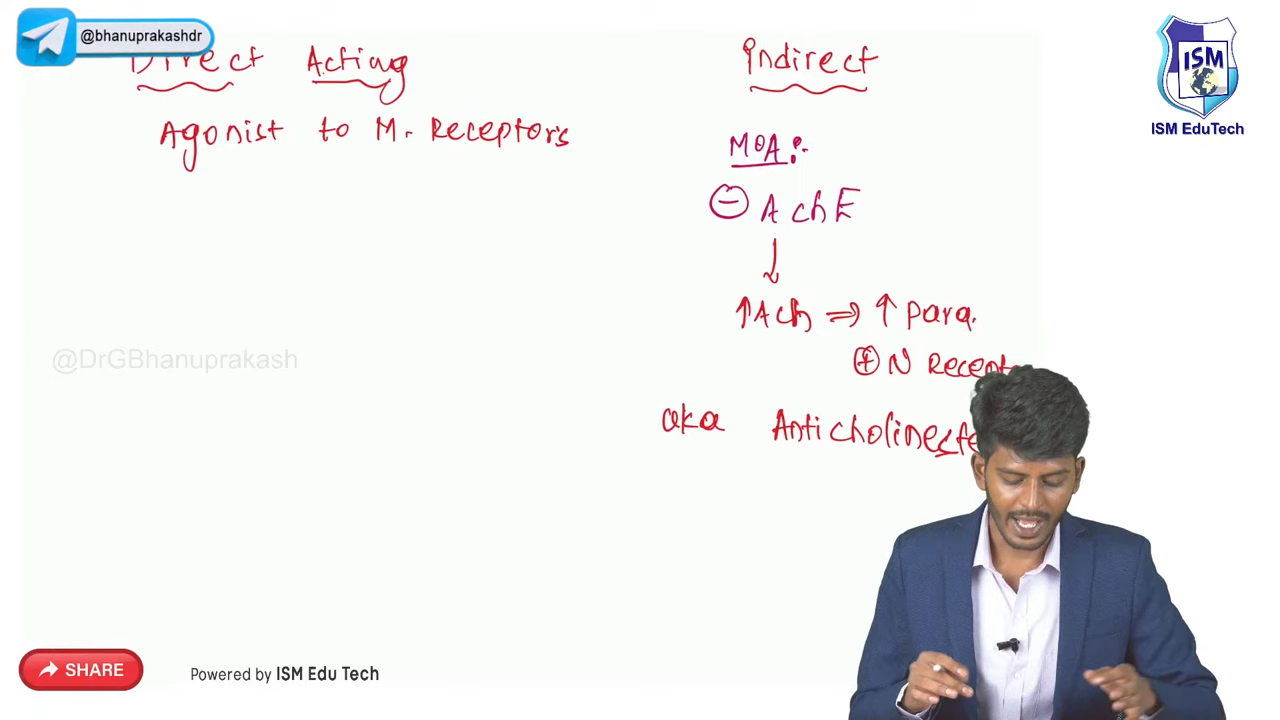 @bhanuprakashdr
Direct Acting
Agonist to M. Receptors
Indirect
MOA:-
⊖ AchE
↓
↑Ach ⇒ ↑ para.
⊕ N Recept
aka Anticholineste
@DrGBhanuprakash
ISM
ISM EduTech
SHARE
Powered by ISM Edu Tech